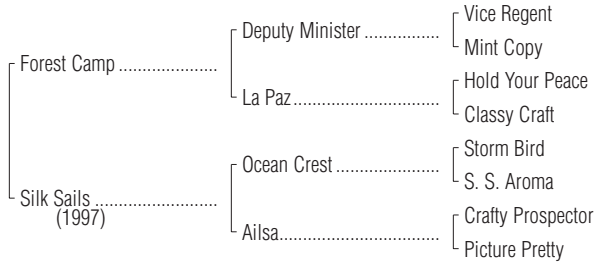 Vice Regent
Deputy Minister ................
Mint Copy
Forest Camp .....................
Hold Your Peace
La Paz...............................
Classy Craft
Storm Bird
Ocean Crest ......................
S. S. Aroma
Silk Sails ..........................
(1997)
Crafty Prospector
Ailsa..................................
Picture Pretty